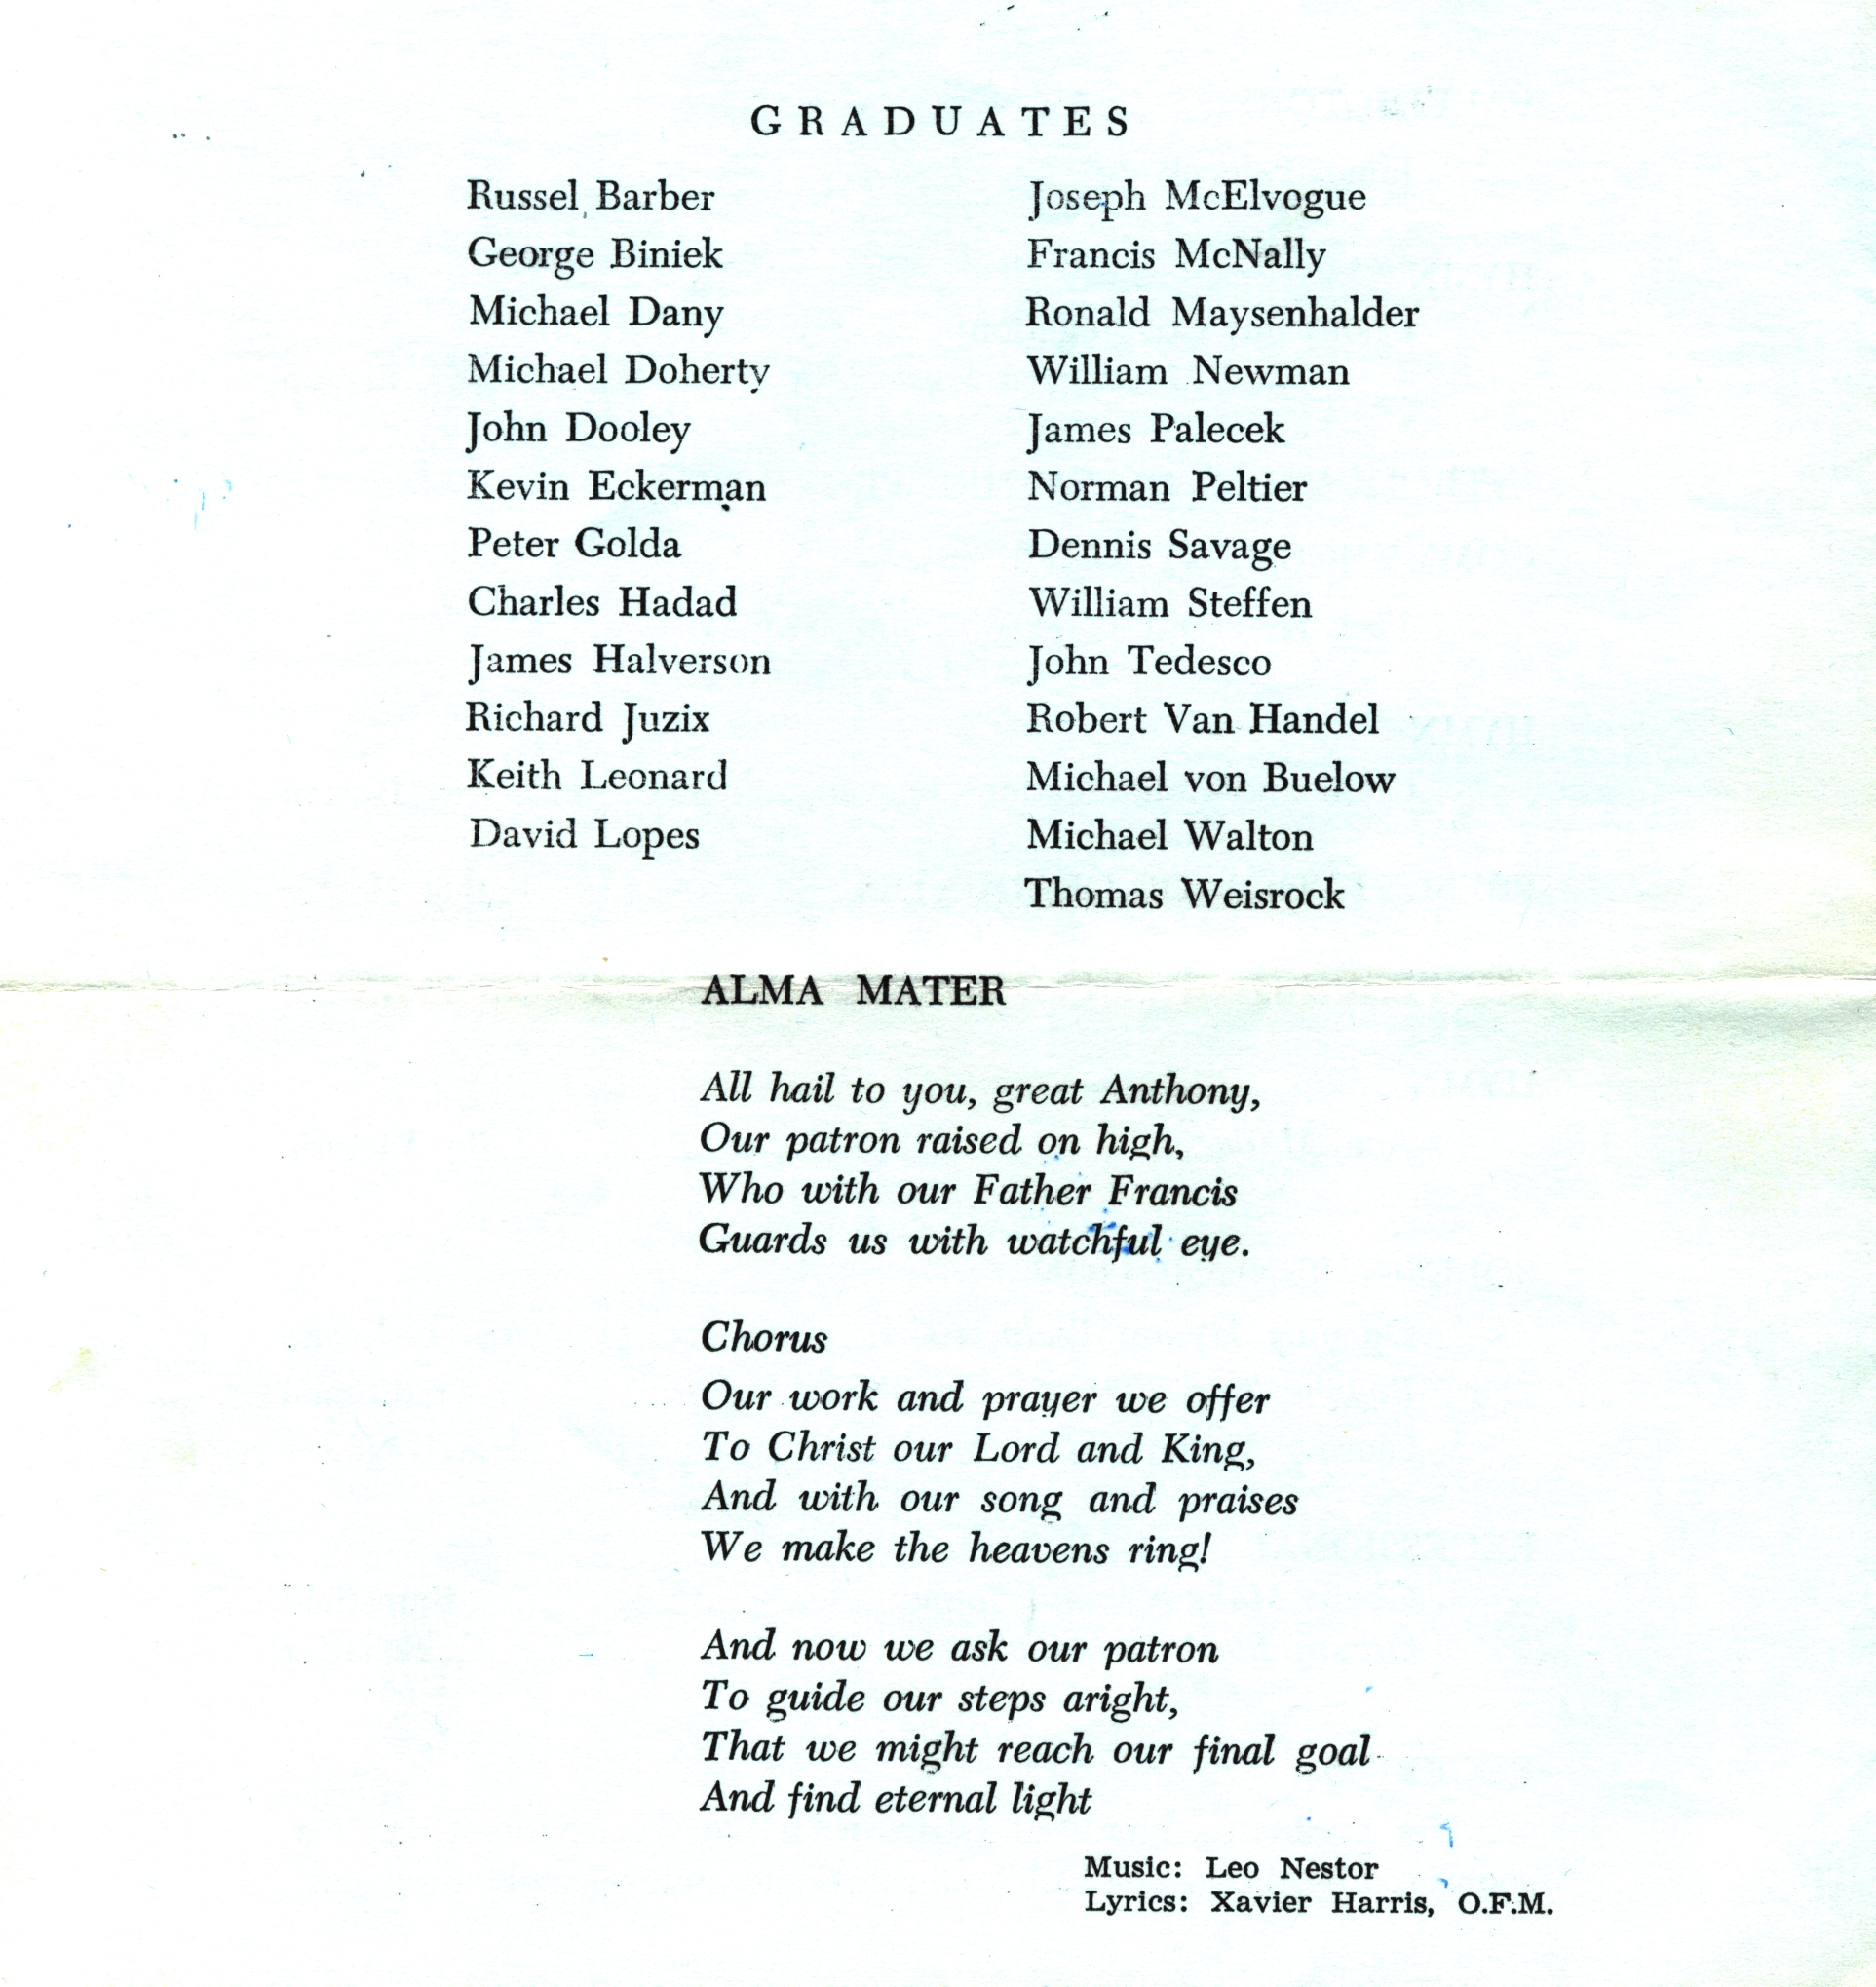 GRADUATES
Russel Barber
George Biniek
Michael Dany
Michael Doherty
John Dooley
Kevin Eckerman
Peter Golda
Charles Hadad
James Halverson
Richard Juzix
Keith Leonard
David Lopes
Joseph McElvogue
Francis McNally
Ronald Maysenhalder
William Newman
James Palecek
Norman Peltier
Dennis Savage
William Steffen
John Tedesco
Robert Van Handel
Michael von Buelow
Michael Walton
Thomas Weisrock
ALMA MATER
All hail to you, great Anthony,
Our patron raised on high,
Who with our Father Francis
Guards us with watchful eye.
Chorus
Our work and prayer we offer
To Christ our Lord and King,
And with our song and praises
We make the heavens ring!
And now we ask our patron
To guide our steps aright,
That we might reach our final goal
And find eternal light
Music: Leo Nestor
Lyrics: Xavier Harris, O.F.M.